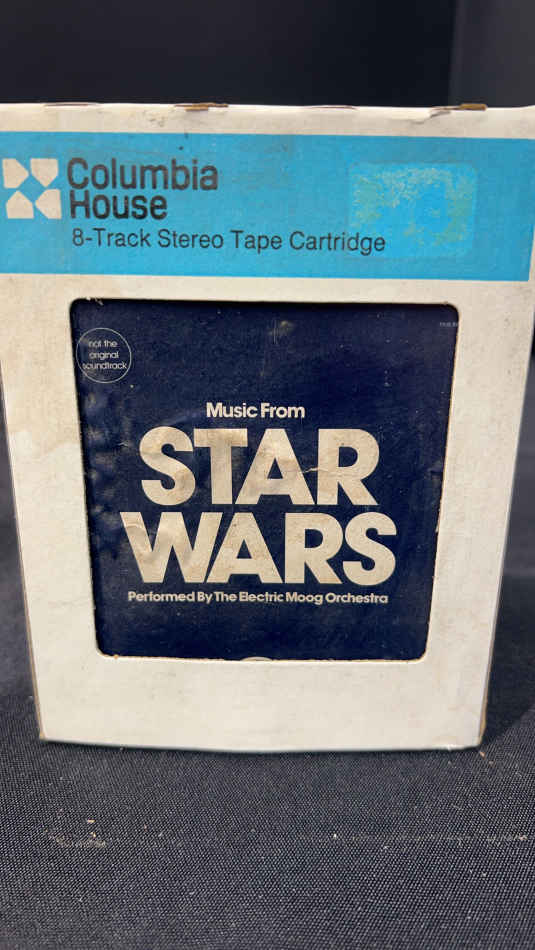 Columbia
House
8-Track Stereo Tape Cartridge
not the
original
soundtrack
Music From
STAR
WARS
Performed By The Electric Moog Orchestra